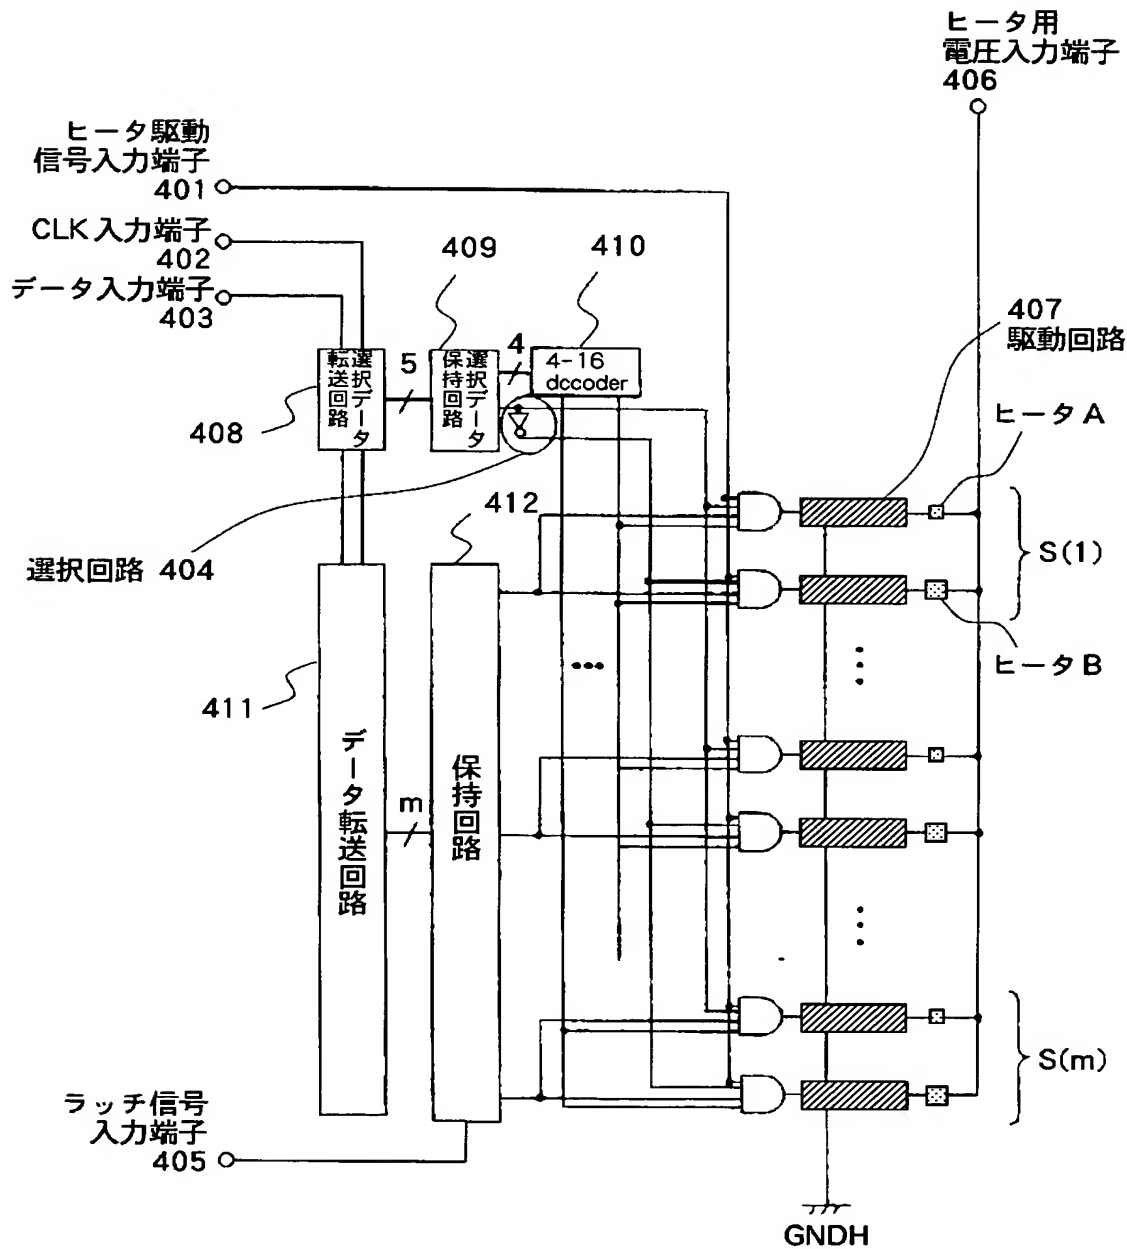 ヒータ用
電圧入力端子
406
ヒータ駆動
信号入力端子
401
CLK入力端子
402
データ入力端子
403
409
410
407
駆動回路
選択データ
転送回路
5
選択データ
保持回路
4
4-16
dccoder
408
ヒータA
412
選択回路 404
S(1)
ヒータB
411
データ転送回路
m
保持回路
S(m)
ラッチ信号
入力端子
405
GNDH